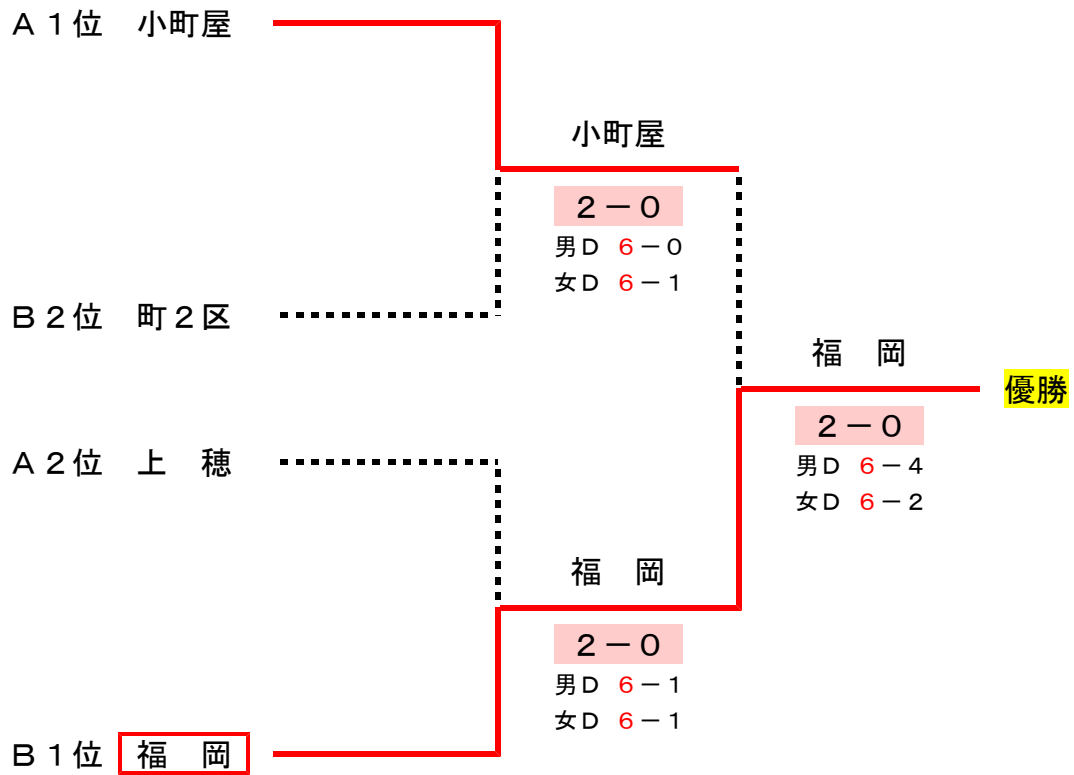 Ａ１位　小町屋
小町屋
２－０
男Ｄ　６－０
女Ｄ　６－１
Ｂ２位　町２区
福　岡
優勝
２－０
男Ｄ　６－４
女Ｄ　６－２
Ａ２位　上　穂
福　岡
２－０
男Ｄ　６－１
女Ｄ　６－１
Ｂ１位　福　岡